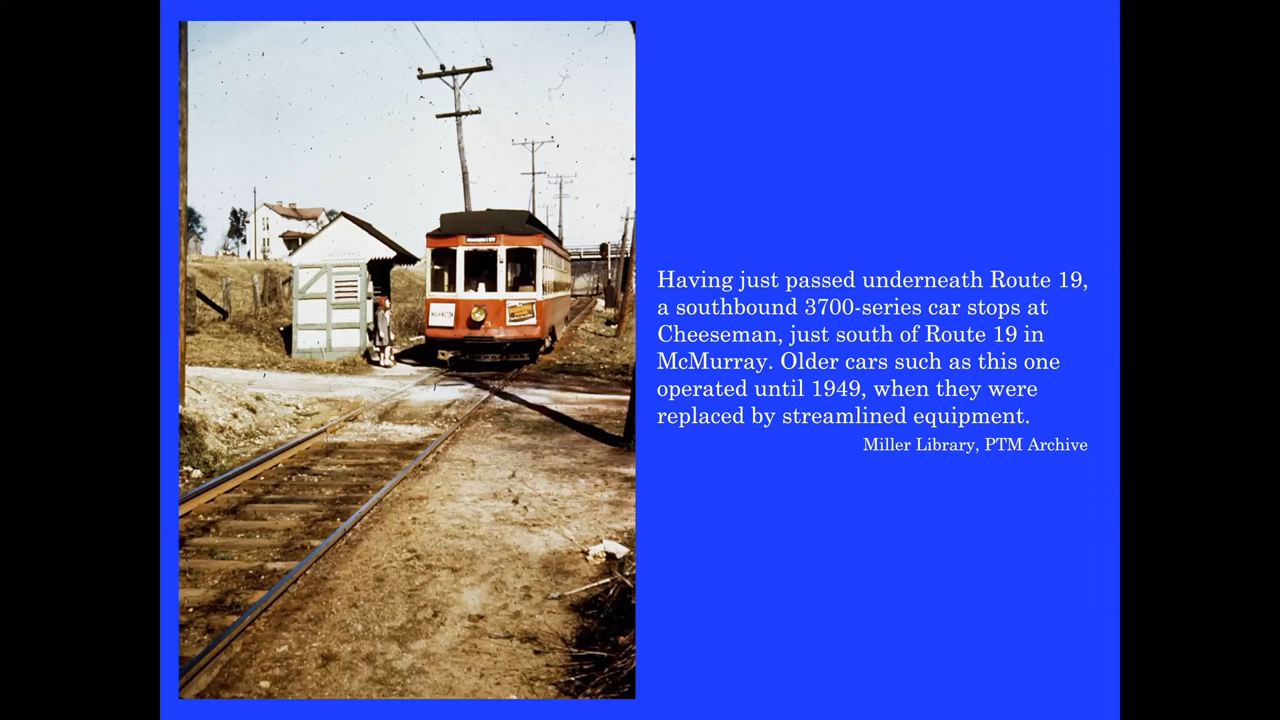 WASHINGTON
Having just passed underneath Route 19,
a southbound 3700-series car stops at
Cheeseman, just south of Route 19 in
McMurray. Older cars such as this one
operated until 1949, when they were
replaced by streamlined equipment.
Miller Library, PTM Archive